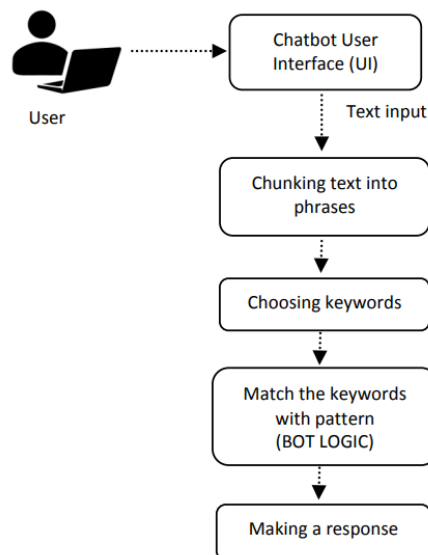 Chatbot User
Interface (UI)
User
Text input
Chunking text into
phrases
Choosing keywords
Match the keywords
with pattern
(BOT LOGIC)
Making a response